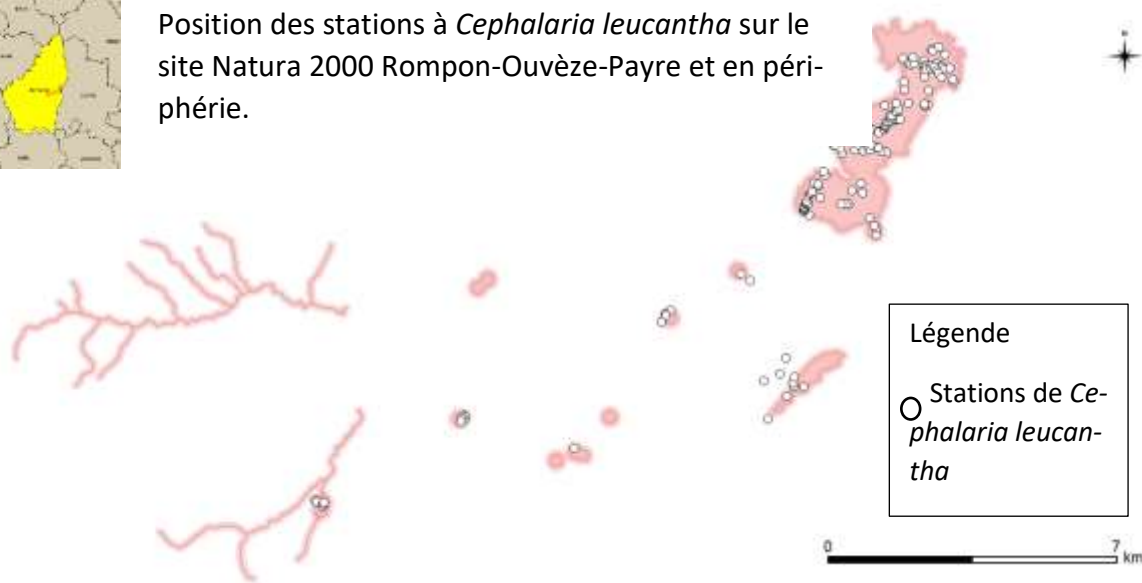 Position des stations à Cephalaria leucantha sur le
site Natura 2000 Rompon-Ouvèze-Payre et en péri-
phérie.
Légende
Stations de Ce-
phalaria leucan-
tha
0 7
km